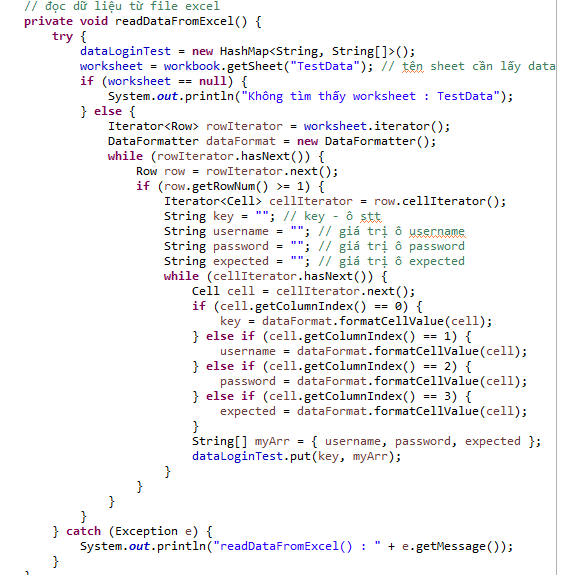 // đọc dữ liệu từ file excel
private void readDataFromExcel() {
try {
dataLoginTest = new HashMap<String, String[]>();
worksheet = workbook.getSheet("TestData"); // tên sheet cần lấy data
if (worksheet == null) {
System.out.println("Không tìm thấy worksheet : TestData");
} else {
Iterator<Row> rowIterator = worksheet.iterator();
DataFormatter dataFormat = new DataFormatter();
while (rowIterator.hasNext()) {
Row row = rowIterator.next();
if (row.getRowNum() >= 1) {
Iterator<Cell> cellIterator = row.cellIterator();
String key = ""; // key - ô stt
String username = ""; // giá trị ô username
String password = ""; // giá trị ô password
String expected = ""; // giá trị ô expected
while (cellIterator.hasNext()) {
Cell cell = cellIterator.next();
if (cell.getColumnIndex() == 0) {
key = dataFormat.formatCellValue(cell);
} else if (cell.getColumnIndex() == 1) {
username = dataFormat.formatCellValue(cell);
} else if (cell.getColumnIndex() == 2) {
password = dataFormat.formatCellValue(cell);
} else if (cell.getColumnIndex() == 3) {
expected = dataFormat.formatCellValue(cell);
}
String[] myArr = { username, password, expected };
dataLoginTest.put(key, myArr);
}
}
}
}
} catch (Exception e) {
System.out.println("readDataFromExcel() : " + e.getMessage());
}